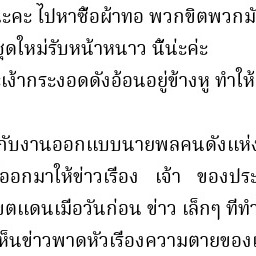 นะคะ ไปหาซื้อผ้าทอ พวกขิตพวกมั
ชุดใหม่รับหน้าหนาว นี่น่ะค่ะ
เง้ากระงอดดังอ้อนอยู่ข้างหู ทำให้
กับงานออกแบบนายพลคนดังแห่ง
ออกมาให้ข่าวเรื่อง เจ้า ของประ
ขตแดนเมื่อวันก่อน ข่าว เล็กๆ ที่ทำ
ห็นข่าวพาดหัวเรื่องความตายของ